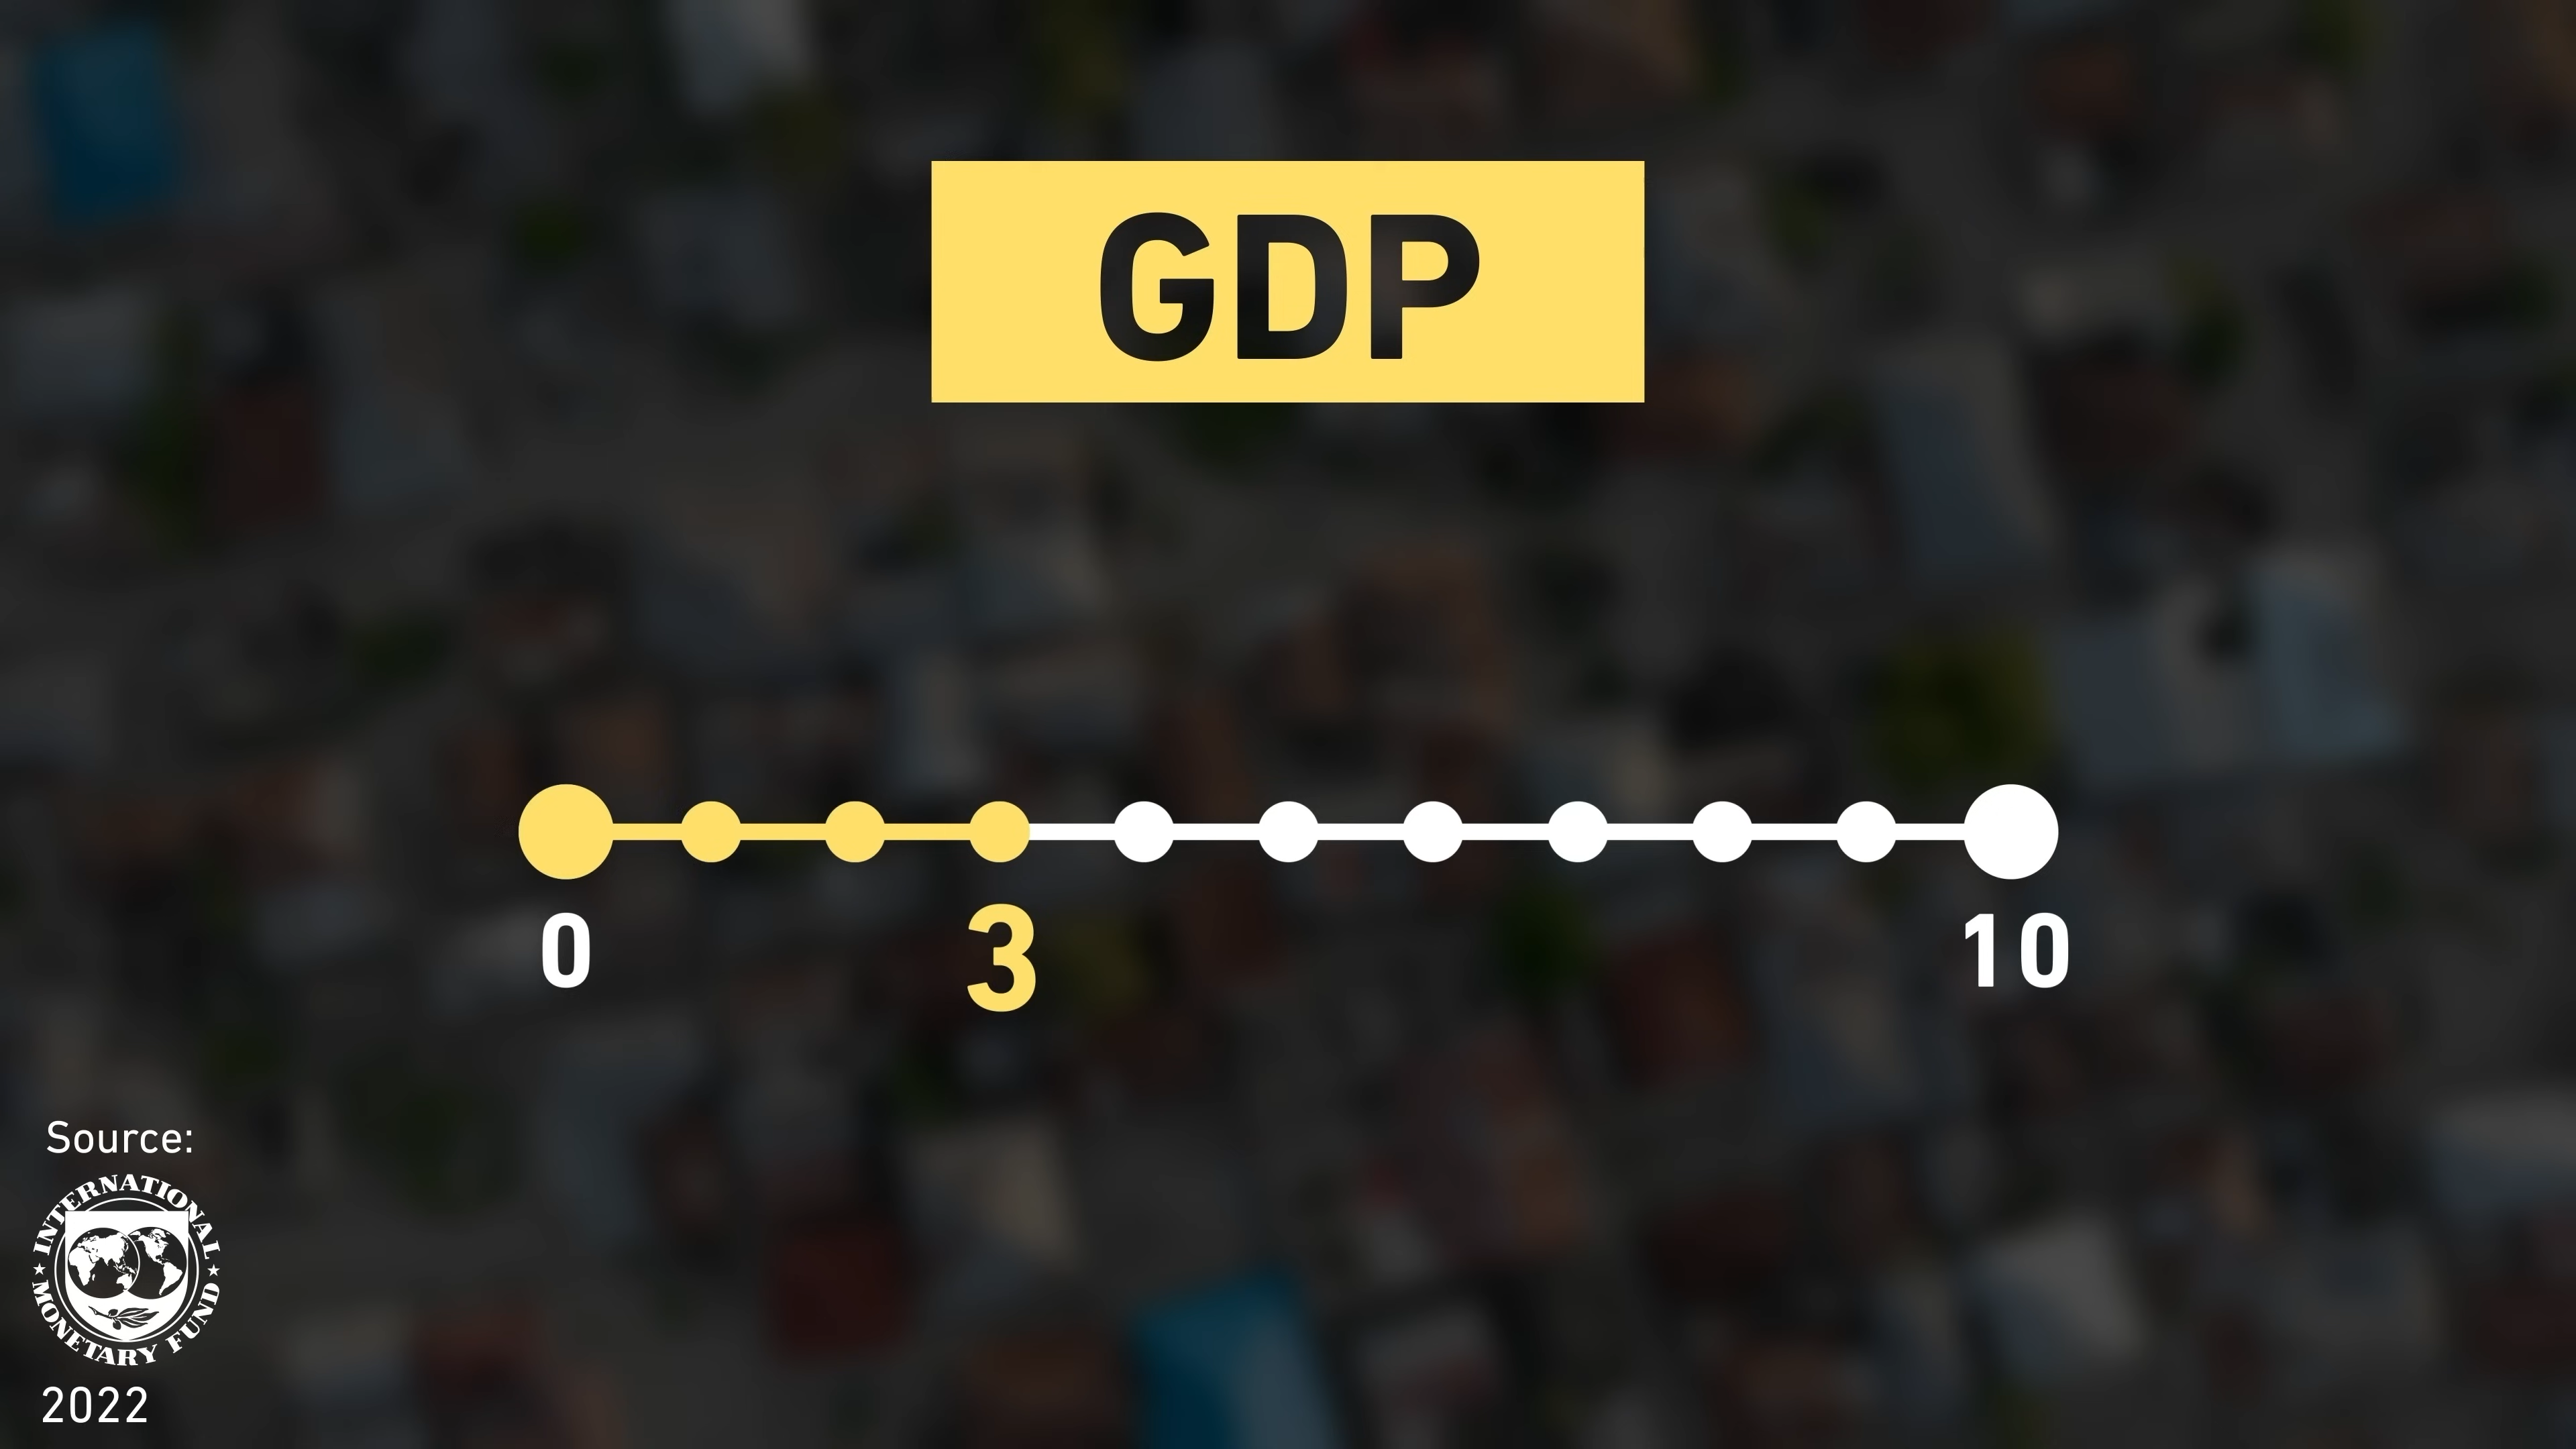 GDP
0
3
10
Source:
INTERNATIONAL
MONETARY FUND
2022